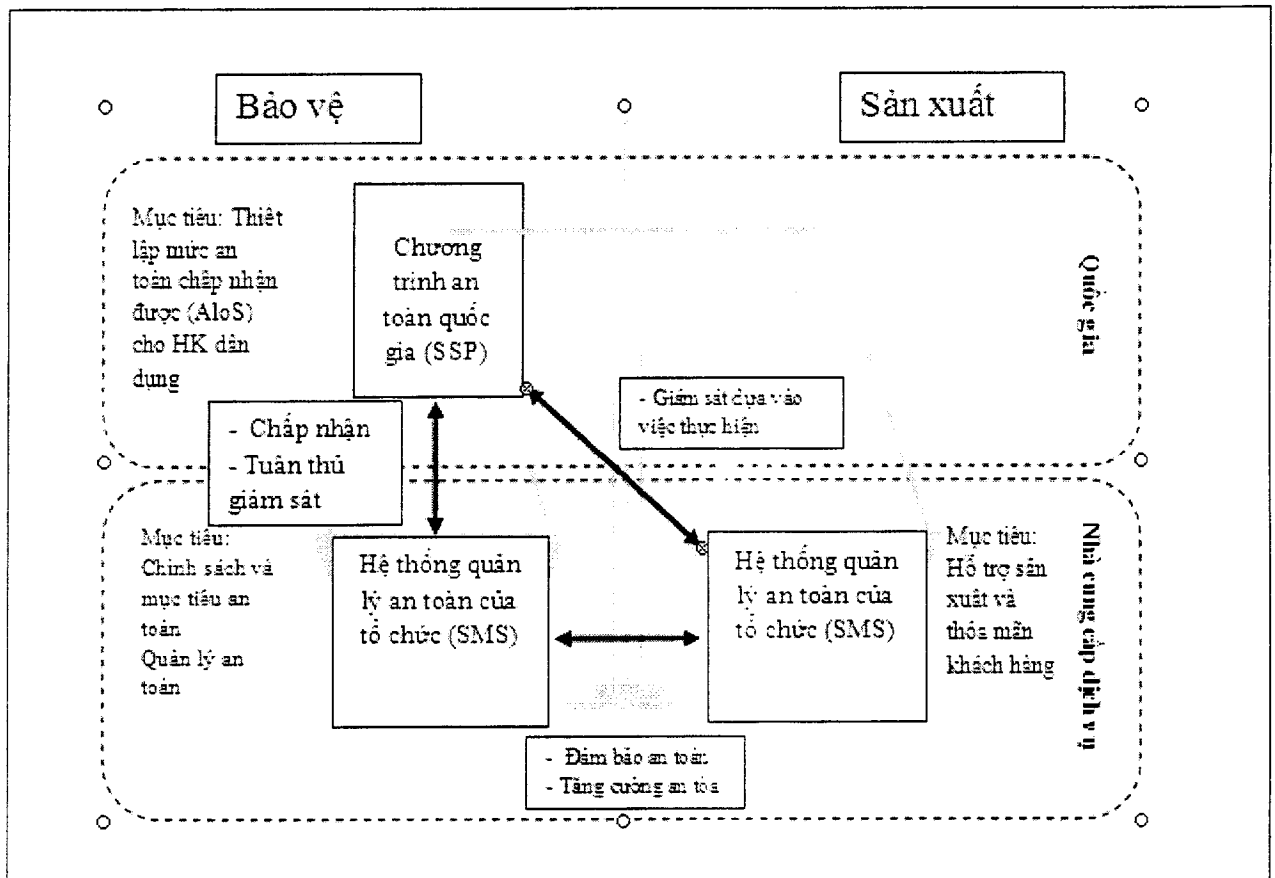 Bảo vệ
Sản xuất
Mục tiêu: Thiết
lập mức an
toàn chấp nhận
được (AloS)
cho HK dân
dụng
Chương
trình an
toàn quốc
gia (SSP)
Quốc gia
- Giám sát dựa vào
việc thực hiện
- Chấp nhận
- Tuân thủ
giám sát
Mục tiêu:
Chính sách và
mục tiêu an
toàn
Quản lý an
toàn
Hệ thống quản
lý an toàn của
tổ chức (SMS)
Hệ thống quản
lý an toàn của
tổ chức (SMS)
Mục tiêu:
Hỗ trợ sản
xuất và
thỏa mãn
khách hàng
Nhà cung cấp dịch vụ
- Đảm bảo an toàn
- Tăng cường an tòa